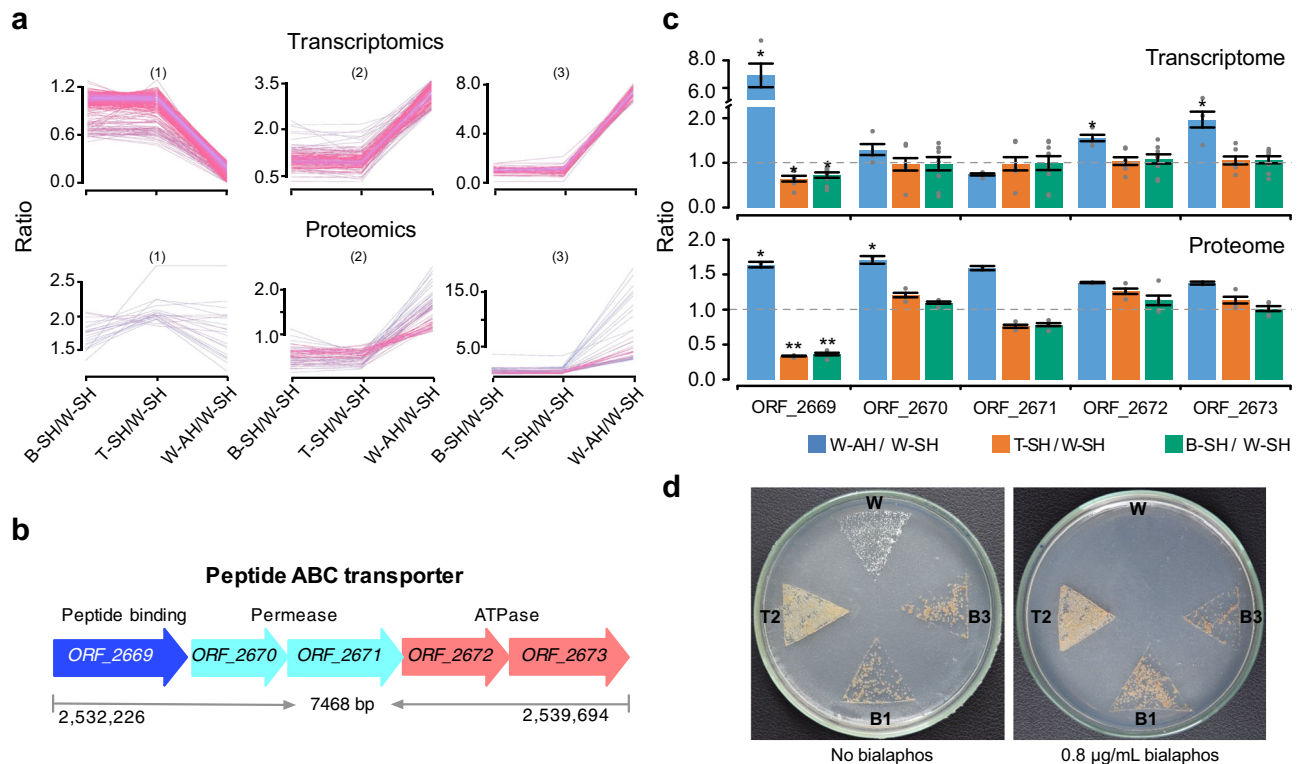 a
Transcriptomics
(1)
(2)
(3)
1.2
0.6
0.0
3.5
2.0
0.5
8.0
4.0
0.0
Ratio
Proteomics
(1)
(2)
(3)
2.5
2.0
1.5
2.0
1.0
15.0
5.0
B-SH/W-SH
T-SH/W-SH
W-AH/W-SH
B-SH/W-SH
T-SH/W-SH
W-AH/W-SH
B-SH/W-SH
T-SH/W-SH
W-AH/W-SH
b
Peptide ABC transporter
Peptide binding
Permease
ATPase
ORF_2669
ORF_2670
ORF_2671
ORF_2672
ORF_2673
7468 bp
2,532,226
2,539,694
c
Transcriptome
8.0
6.0
2.0
1.0
0.0
*
*
*
*
*
Proteome
2.0
1.5
1.0
0.5
0.0
*
**
**
*
ORF_2669
ORF_2670
ORF_2671
ORF_2672
ORF_2673
W-AH / W-SH
T-SH / W-SH
B-SH / W-SH
d
W
T2
B3
B1
No bialaphos
W
T2
B3
B1
0.8 µg/mL bialaphos